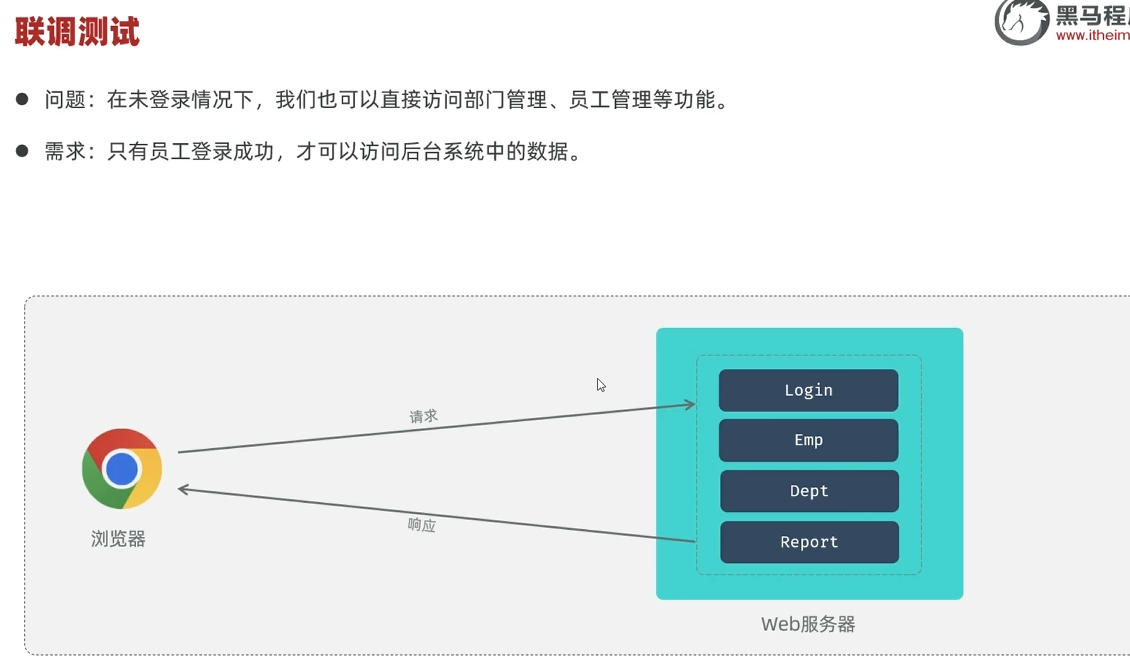 联调测试
黑马程
www.itheim
● 问题：在未登录情况下，我们也可以直接访问部门管理、员工管理等功能。
● 需求：只有员工登录成功，才可以访问后台系统中的数据。
Login
请求
Emp
Dept
响应
Report
浏览器
Web服务器